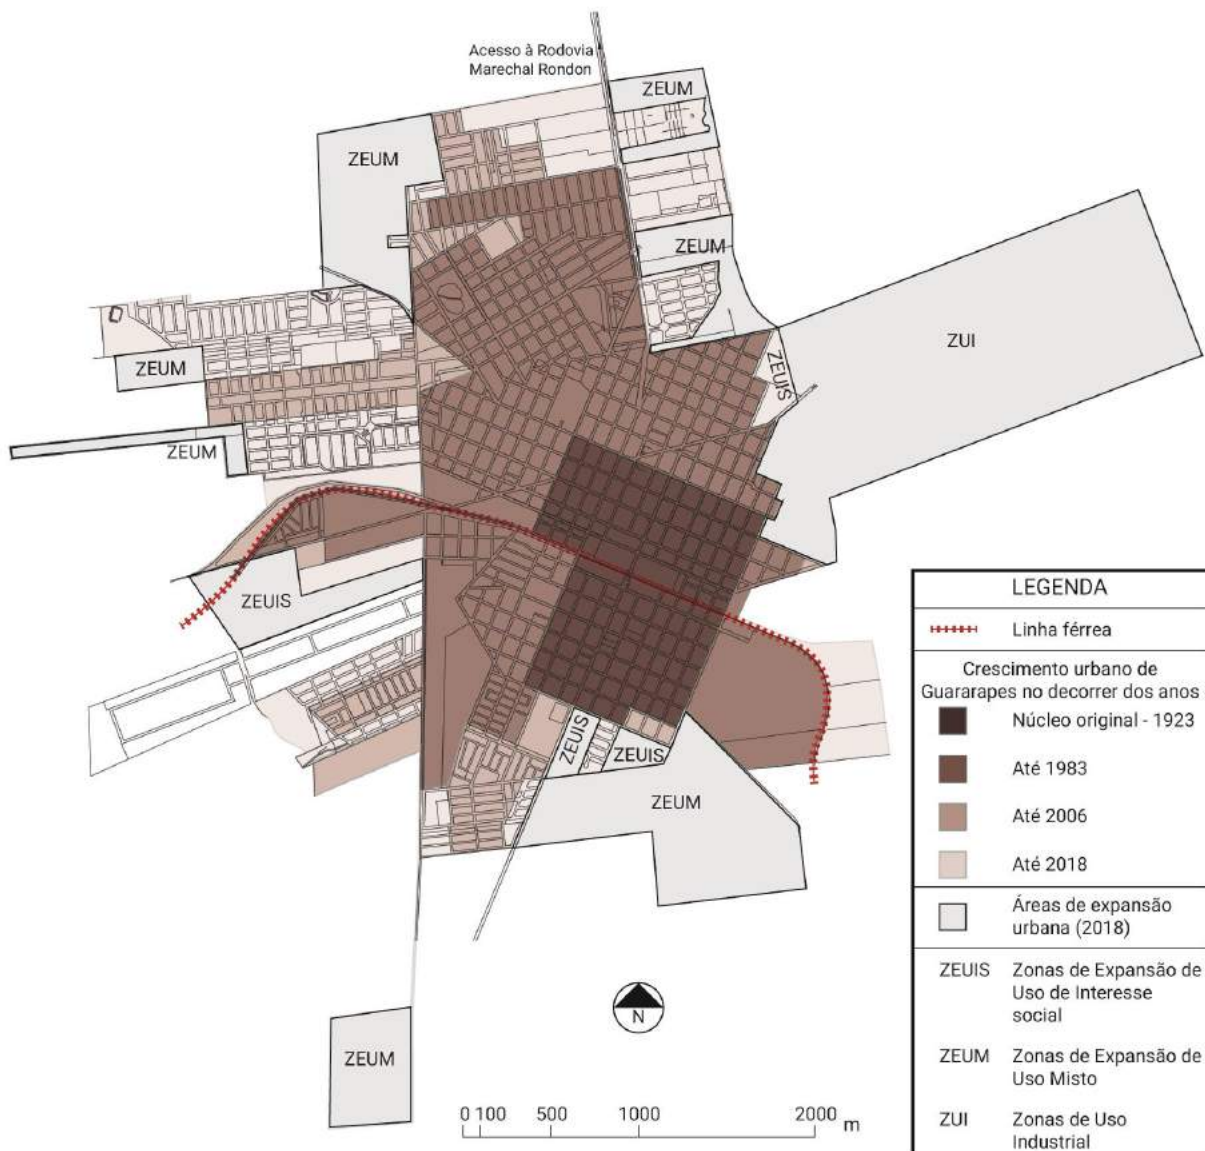 Acesso à Rodovia
Marechal Rondon
ZEUM
ZEUM
ZEUM
ZUI
ZEUIS
ZEUM
ZEUM
ZEUIS
ZEUIS
ZEUIS
ZEUM
ZEUM
N
0 100 500 1000 2000 m
LEGENDA
Linha férrea
Crescimento urbano de
Guararapes no decorrer dos anos
Núcleo original - 1923
Até 1983
Até 2006
Até 2018
Áreas de expansão
urbana (2018)
ZEUIS Zonas de Expansão de
Uso de Interesse
social
ZEUM Zonas de Expansão de
Uso Misto
ZUI Zonas de Uso
Industrial